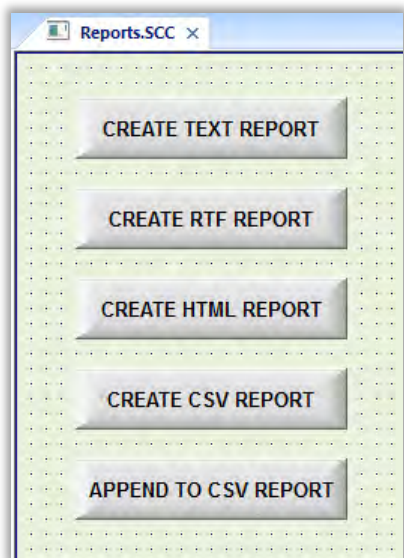 Reports.SCC
CREATE TEXT REPORT
CREATE RTF REPORT
CREATE HTML REPORT
CREATE CSV REPORT
APPEND TO CSV REPORT